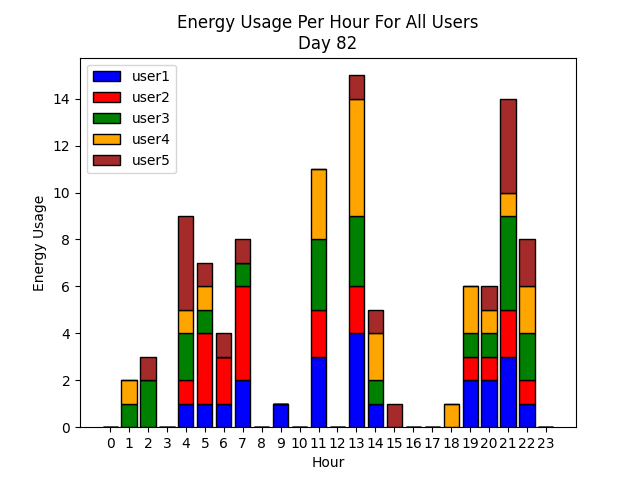 Energy Usage Per Hour For All Users
Day 82
user1
user2
user3
user4
user5
Energy Usage
14
12
10
8
6
4
2
0
0 1 2 3 4 5 6 7 8 9 10 11 12 13 14 15 16 17 18 19 20 21 22 23
Hour